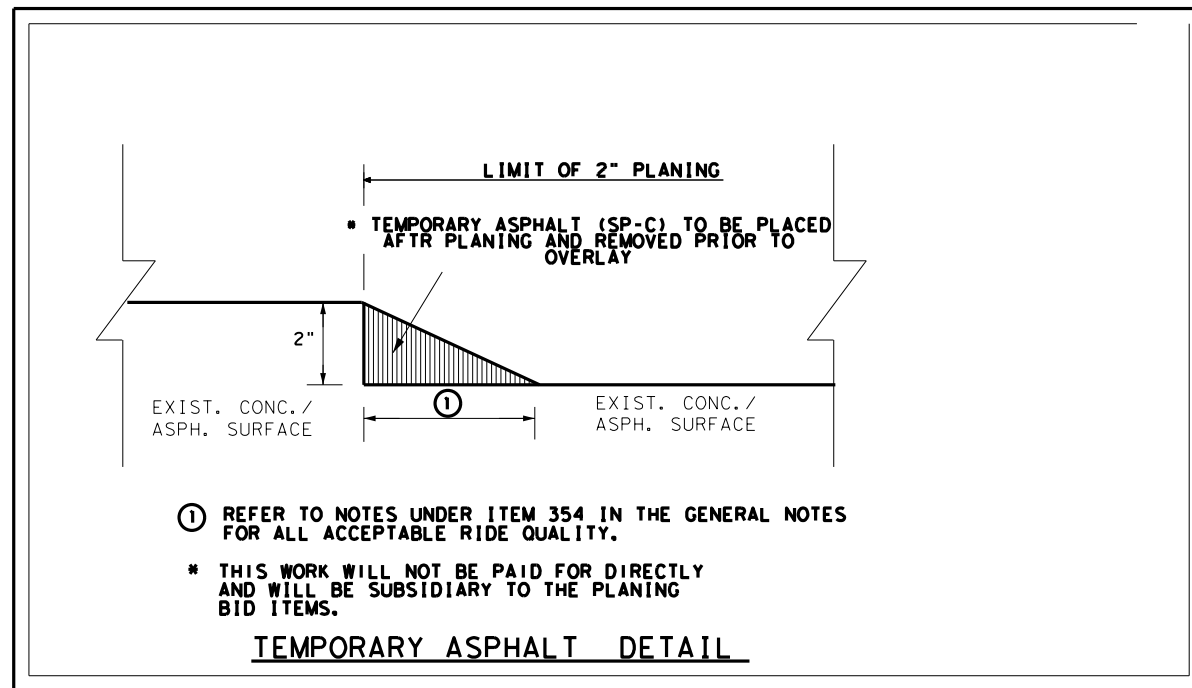 LIMIT OF 2" PLANING
* TEMPORARY ASPHALT (SP-C) TO BE PLACED
AFTR PLANING AND REMOVED PRIOR TO
OVERLAY
2"
EXIST. CONC./
ASPH. SURFACE
1
EXIST. CONC./
ASPH. SURFACE
1 REFER TO NOTES UNDER ITEM 354 IN THE GENERAL NOTES
FOR ALL ACCEPTABLE RIDE QUALITY.
* THIS WORK WILL NOT BE PAID FOR DIRECTLY
AND WILL BE SUBSIDIARY TO THE PLANING
BID ITEMS.
TEMPORARY ASPHALT DETAIL